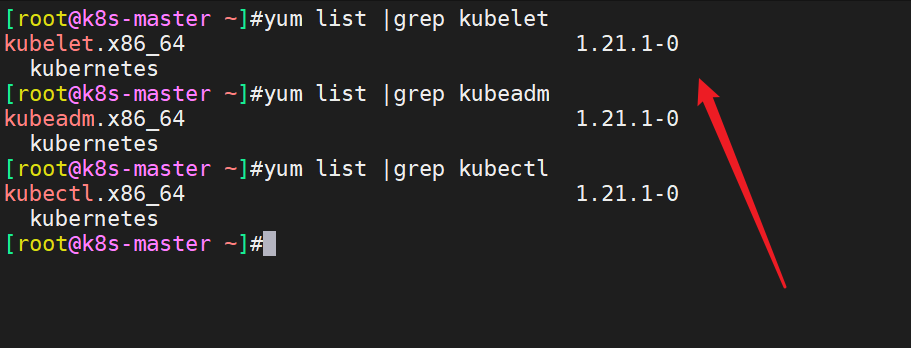 [root@k8s-master ~]#yum list |grep kubelet
kubelet.x86_64                              1.21.1-0
  kubernetes
[root@k8s-master ~]#yum list |grep kubeadm
kubeadm.x86_64                              1.21.1-0
  kubernetes
[root@k8s-master ~]#yum list |grep kubectl
kubectl.x86_64                              1.21.1-0
  kubernetes
[root@k8s-master ~]#